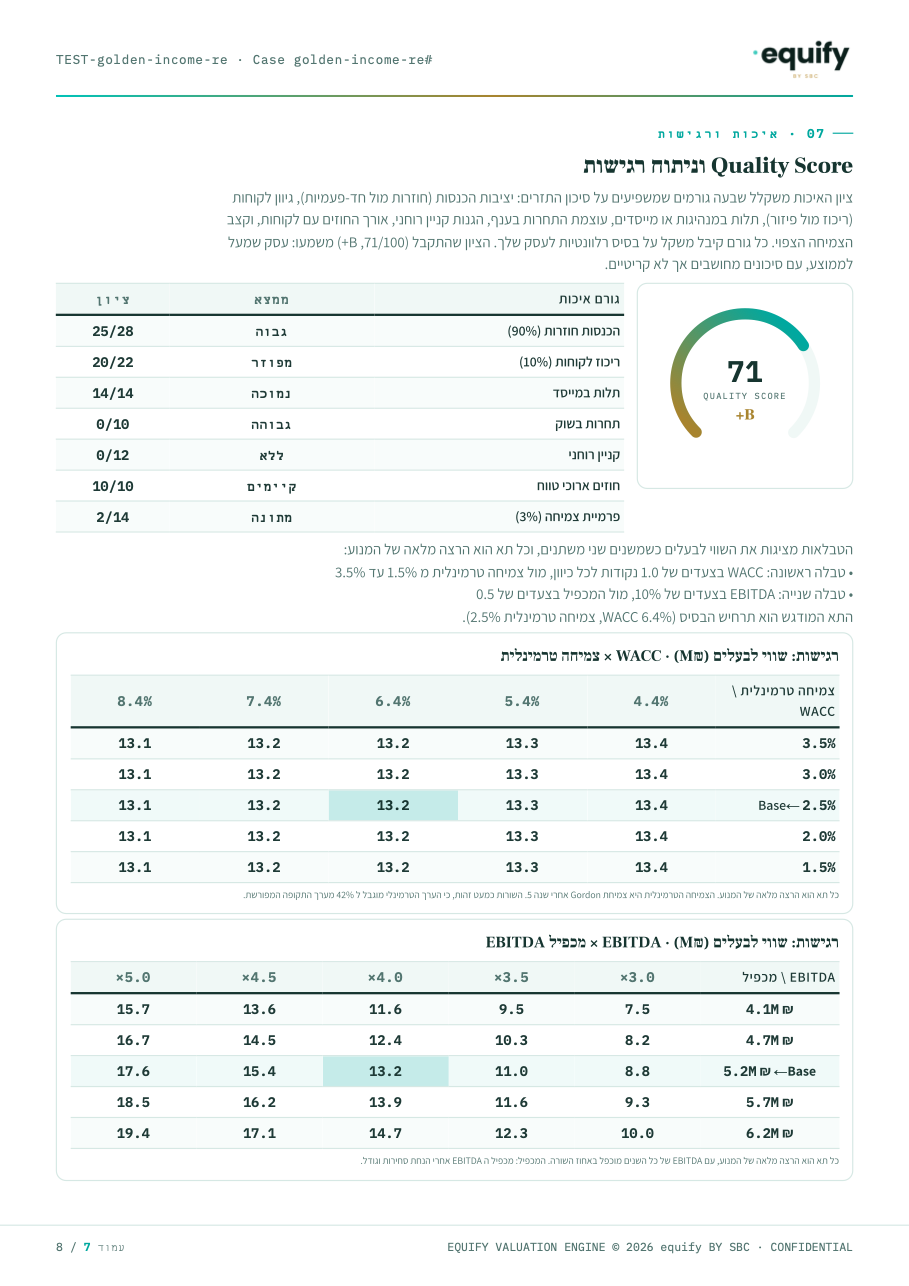 TEST-golden-income-re · Case golden-income-re#
equify
BY SBC
07 · איכות ורגישות
Quality Score וניתוח רגישות
ציון האיכות משקלל שבעה גורמים שמשפיעים על סיכון התזרים: יציבות הכנסות (חוזרות מול חד-פעמיות), גיוון לקוחות
(ריכוז מול פיזור), תלות במנהיגות או מייסדים, עוצמת התחרות בענף, הגנות קניין רוחני, אורך החוזים עם לקוחות, וקצב
הצמיחה הצפוי. כל גורם קיבל משקל על בסיס רלוונטיות לעסק שלך. הציון שהתקבל (71/100, B+) משמעו: עסק שמעל
לממוצע, עם סיכונים מחושבים אך לא קריטיים.
71
QUALITY SCORE
+B
גורם איכות ממצא ציון
הכנסות חוזרות (90%) גבוה 25/28
ריכוז לקוחות (10%) מפוזר 20/22
תלות במייסד נמוכה 14/14
תחרות בשוק גבוהה 0/10
קניין רוחני ללא 0/12
חוזים ארוכי טווח קיימים 10/10
פרמיית צמיחה (3%) מתונה 2/14
הטבלאות מציגות את השווי לבעלים כשמשנים שני משתנים, וכל תא הוא הרצה מלאה של המנוע:
• טבלה ראשונה: WACC בצעדים של 1.0 נקודות לכל כיוון, מול צמיחה טרמינלית מ 1.5% עד 3.5%
• טבלה שנייה: EBITDA בצעדים של 10%, מול המכפיל בצעדים של 0.5
התא המודגש הוא תרחיש הבסיס (WACC 6.4%, צמיחה טרמינלית 2.5%).
רגישות: שווי לבעלים (₪M) · WACC × צמיחה טרמינלית
צמיחה טרמינלית \
WACC
4.4% 5.4% 6.4% 7.4% 8.4%
3.5% 13.4 13.3 13.2 13.2 13.1
3.0% 13.4 13.3 13.2 13.2 13.1
2.5% ←Base 13.4 13.3 13.2 13.2 13.1
2.0% 13.4 13.3 13.2 13.2 13.1
1.5% 13.4 13.3 13.2 13.2 13.1
כל תא הוא הרצה מלאה של המנוע. הצמיחה הטרמינלית היא צמיחת Gordon אחרי שנה 5. השורות כמעט זהות, כי הערך הטרמינלי מוגבל ל 42% מערך התקופה המפורשת.
רגישות: שווי לבעלים (₪M) · EBITDA × מכפיל EBITDA
EBITDA \ מכפיל ×3.0 ×3.5 ×4.0 ×4.5 ×5.0
4.1M ₪ 7.5 9.5 11.6 13.6 15.7
4.7M ₪ 8.2 10.3 12.4 14.5 16.7
5.2M ₪ ←Base 8.8 11.0 13.2 15.4 17.6
5.7M ₪ 9.3 11.6 13.9 16.2 18.5
6.2M ₪ 10.0 12.3 14.7 17.1 19.4
כל תא הוא הרצה מלאה של המנוע, עם EBITDA של כל השנים מוכפל באחוז השורה. המכפיל: מכפיל ה EBITDA אחרי הנחת סחירות וגודל.
EQUIFY VALUATION ENGINE © 2026 equify BY SBC · CONFIDENTIAL
עמוד 7 / 8